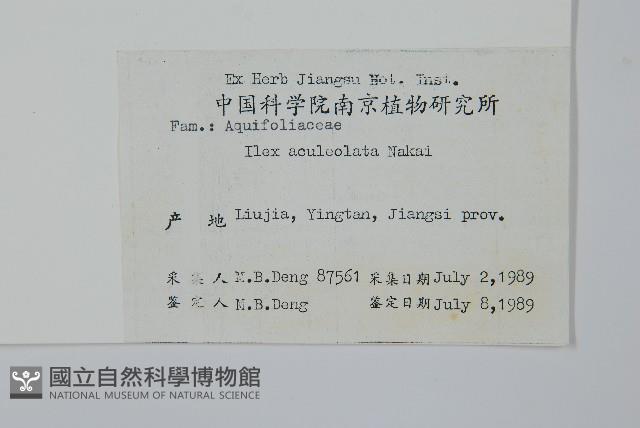 Ex Herb Jiangsu Bot. Inst.
中国科学院南京植物研究所
Fam.: Aquifoliaceae
Ilex aculeolata Nakai
产 地 Liujia, Yingtan, Jiangsi prov.
采 集 人 M.B.Deng 87561 采集日期 July 2,1989
鉴 定 人 M.B.Deng 鉴定日期 July 8,1989
國立自然科學博物館
NATIONAL MUSEUM OF NATURAL SCIENCE